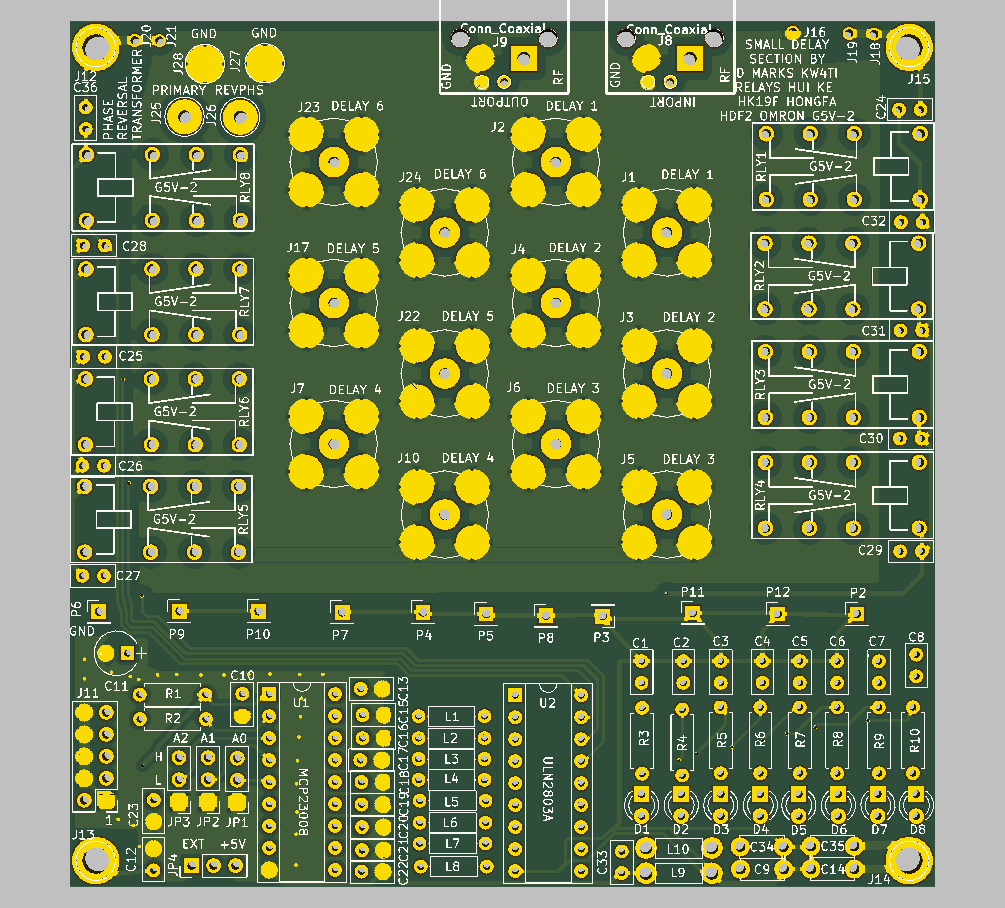 J20
J21
GND
Conn_Coaxial
J9
Conn_Coaxial
J8
J16
J19
J18
J12
C36
J28
J27
GND
GND
RF
GND
RF
SMALL DELAY
SECTION BY
D MARKS KW4TI
RELAYS HUI KE
HK19F HONGFA
HDF2 OMRON G5V-2
J15
PHASE
REVERSAL
TRANSFORMER
PRIMARY
REVPHS
J25
J26
OUTPORT
INPORT
C24
J23
DELAY 6
J2
DELAY 1
RLY8
G5V-2
J24
DELAY 6
J1
DELAY 1
RLY1
G5V-2
C28
J17
DELAY 5
J4
DELAY 2
C32
RLY7
G5V-2
J22
DELAY 5
J3
DELAY 2
RLY2
G5V-2
C25
J7
DELAY 4
J6
DELAY 3
C31
RLY6
G5V-2
RLY3
G5V-2
C26
J10
DELAY 4
J5
DELAY 3
C30
RLY5
G5V-2
RLY4
G5V-2
C27
C29
P6
P9
P10
P7
P4
P5
P8
P3
P11
P12
P2
GND
+
C11
C1
C2
C3
C4
C5
C6
C7
C8
J11
R1
R2
C10
U1
MCP23008
C13
C15
C16
C17
C18
C19
C20
C21
C22
L1
L2
L3
L4
L5
L6
L7
L8
U2
ULN2803A
R3
R4
R5
R6
R7
R8
R9
R10
A2
A1
A0
H
L
1
C23
JP3
JP2
JP1
D1
D2
D3
D4
D5
D6
D7
D8
J13
C12
JP4
EXT
+5V
C33
L10
L9
C34
C9
C35
C14
J14